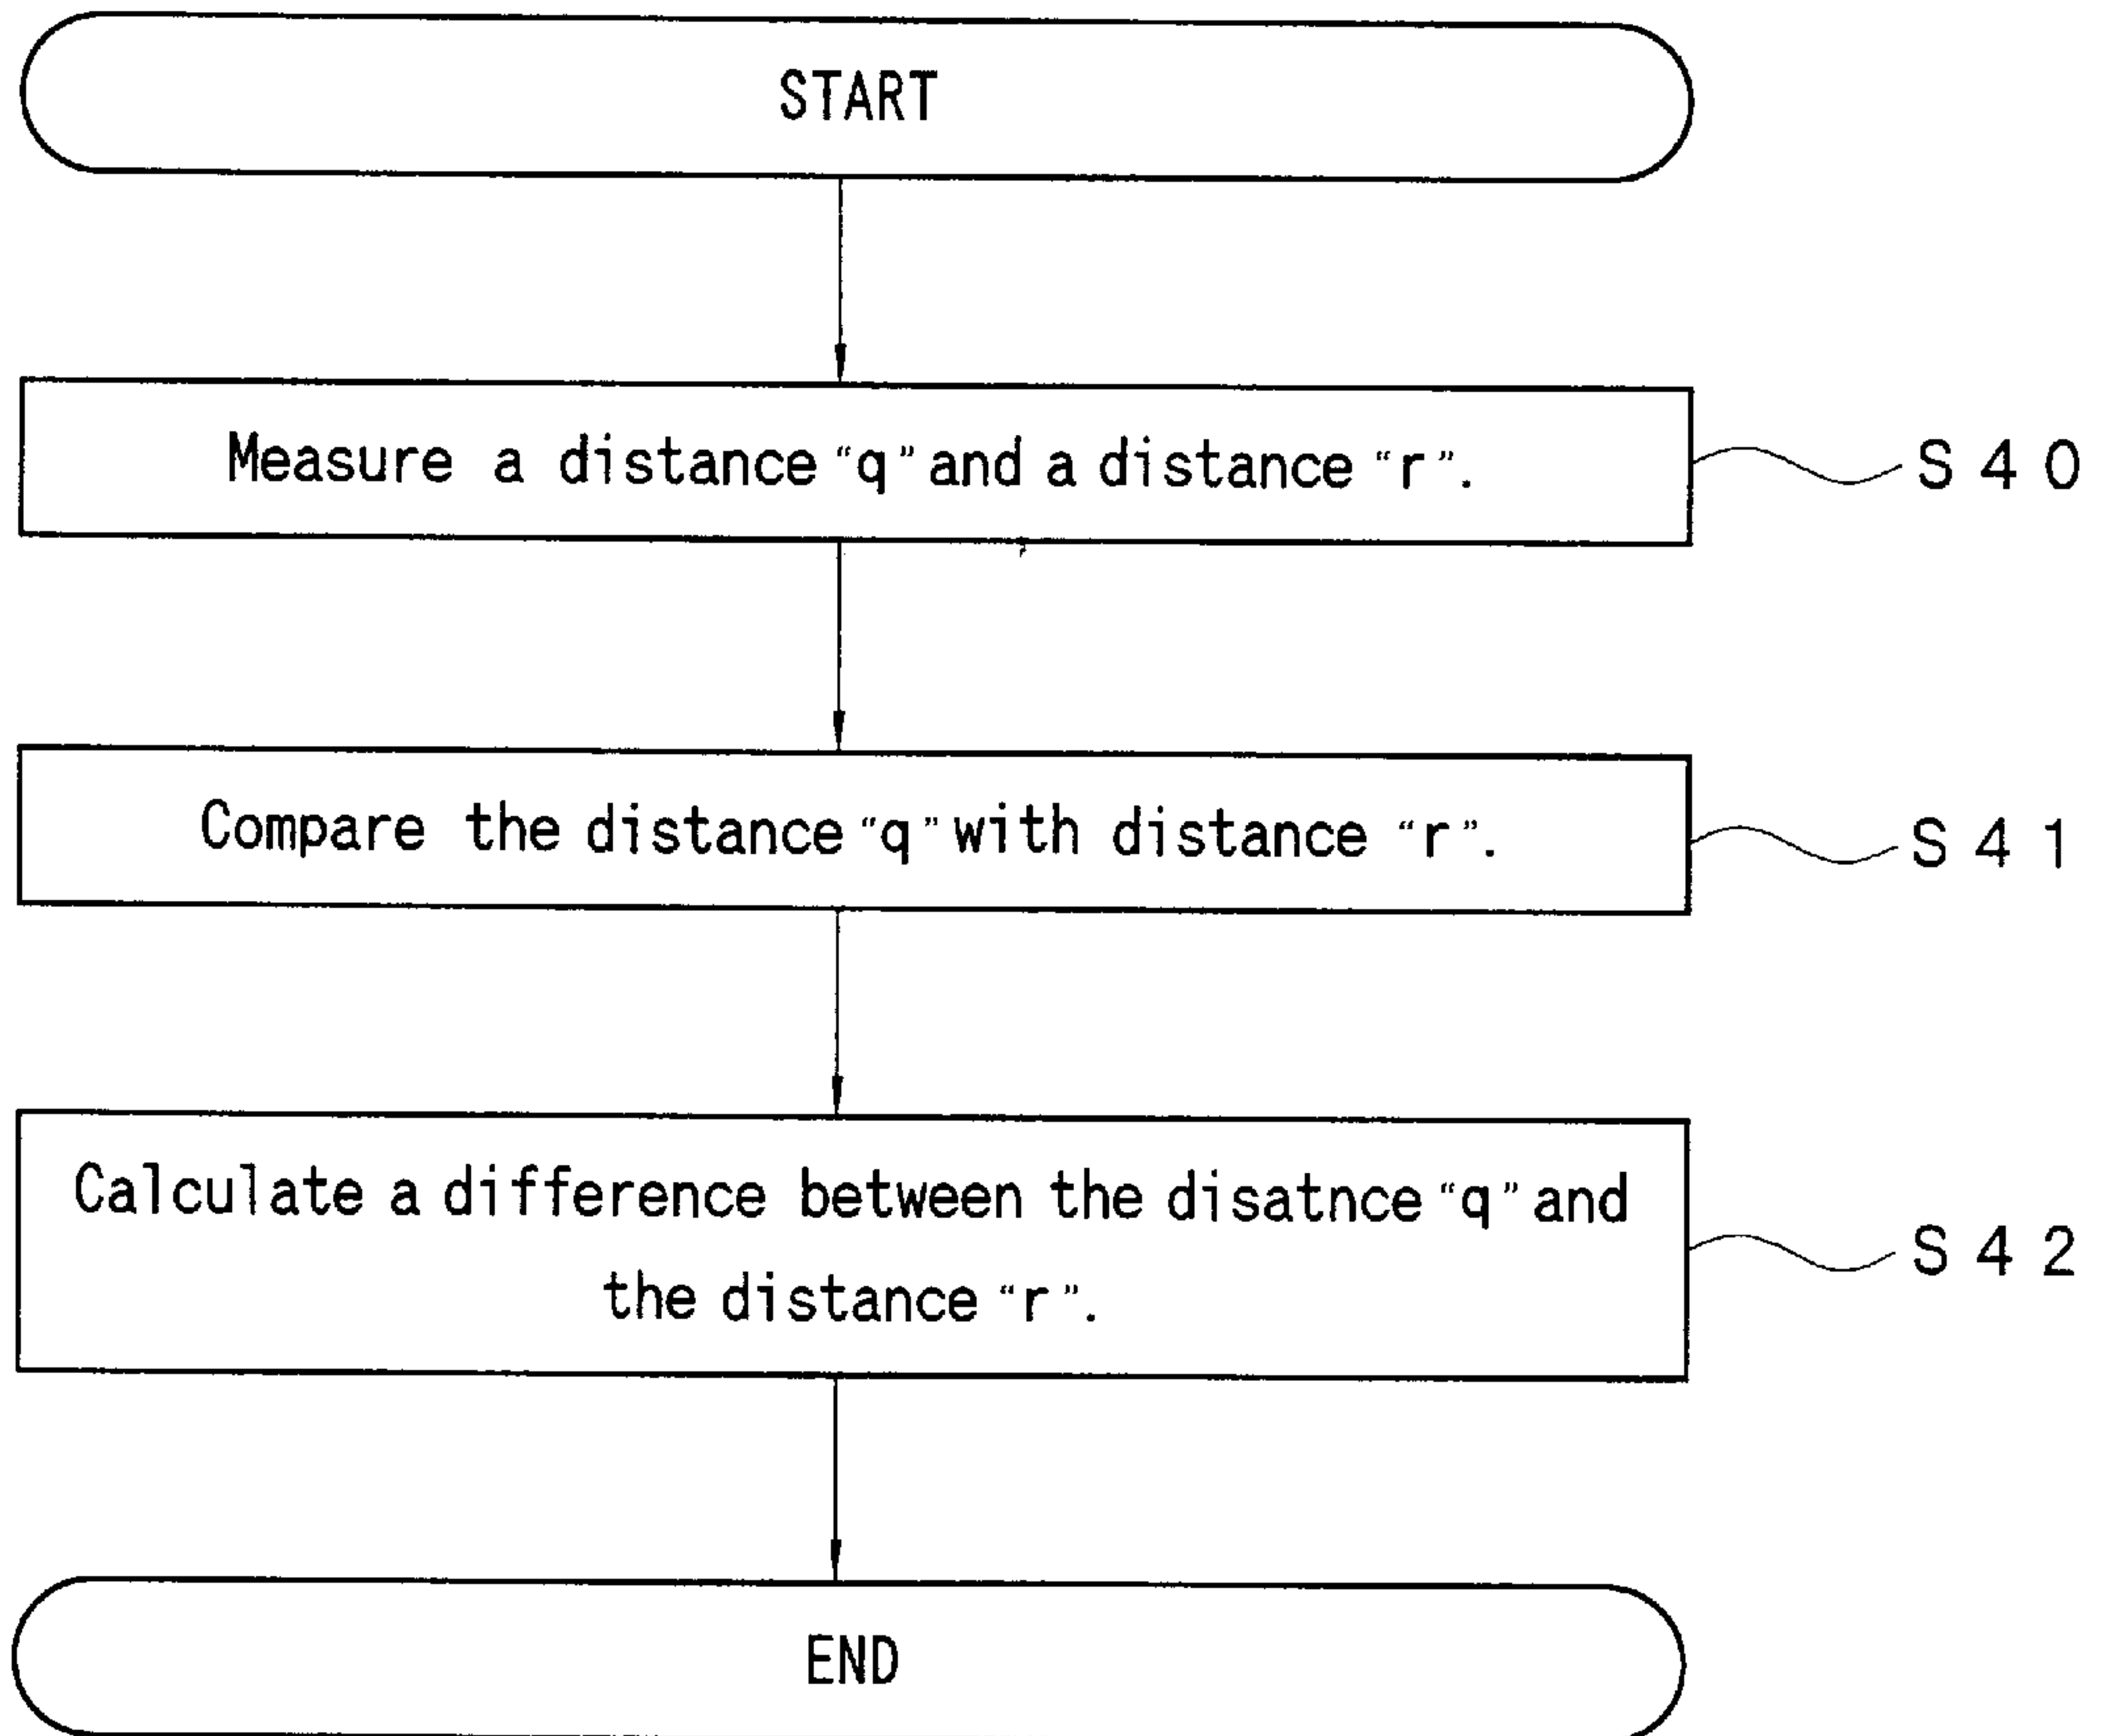 START
Measure a distance “q” and a distance “r”.
S40
Compare the distance “q” with distance “r”.
S41
Calculate a difference between the disatnce “q” and
the distance “r”.
S42
END